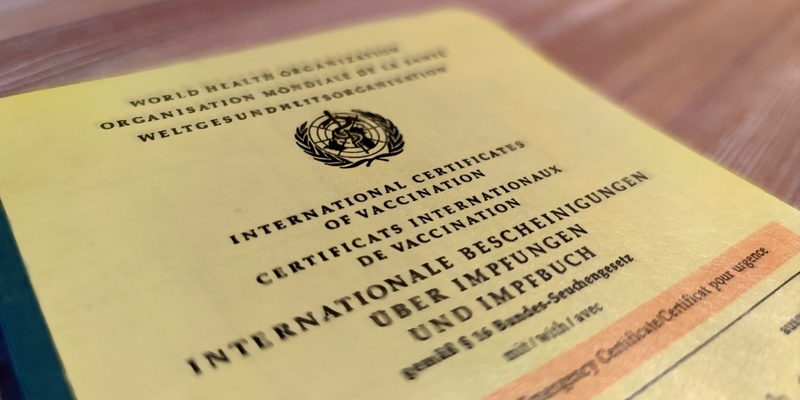 WORLD HEALTH ORGANIZATION
ORGANISATION MONDIALE DE LA SANTÉ
WELTGESUNDHEITSORGANISATION
INTERNATIONAL CERTIFICATES
OF VACCINATION
CERTIFICATS INTERNATIONAUX
DE VACCINATION
INTERNATIONALE BESCHEINIGUNGEN
ÜBER IMPFUNGEN
UND IMPFBUCH
gemäß § 16 Bundes-Seuchengesetz
mit / with / avec
Emergency Certificate/Certificat pour urgence